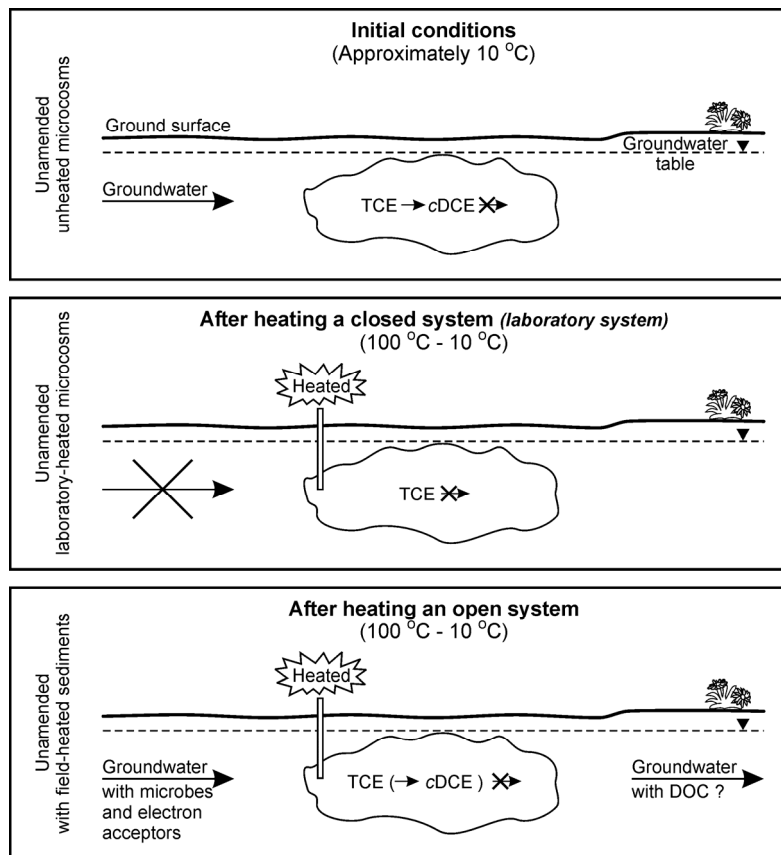 Initial conditions
(Approximately 10 °C)
Unamended
unheated microcosms
Ground surface
Groundwater
table
Groundwater
TCE → cDCE
After heating a closed system (laboratory system)
(100 °C - 10 °C)
Unamended
laboratory-heated microcosms
Heated
TCE
After heating an open system
(100 °C - 10 °C)
Unamended
with field-heated sediments
Heated
Groundwater
with microbes
and electron
acceptors
TCE (→ cDCE )
Groundwater
with DOC ?